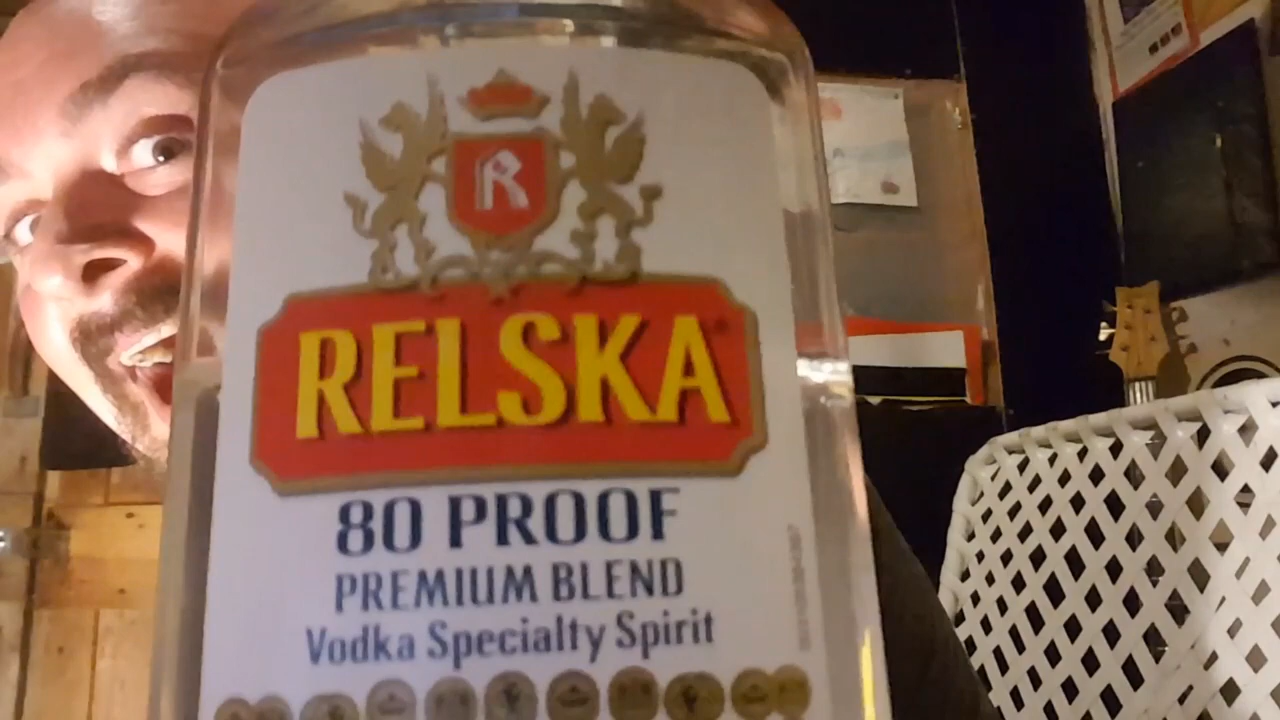 R
RELSKA
80 PROOF
PREMIUM BLEND
Vodka Specialty Spirit